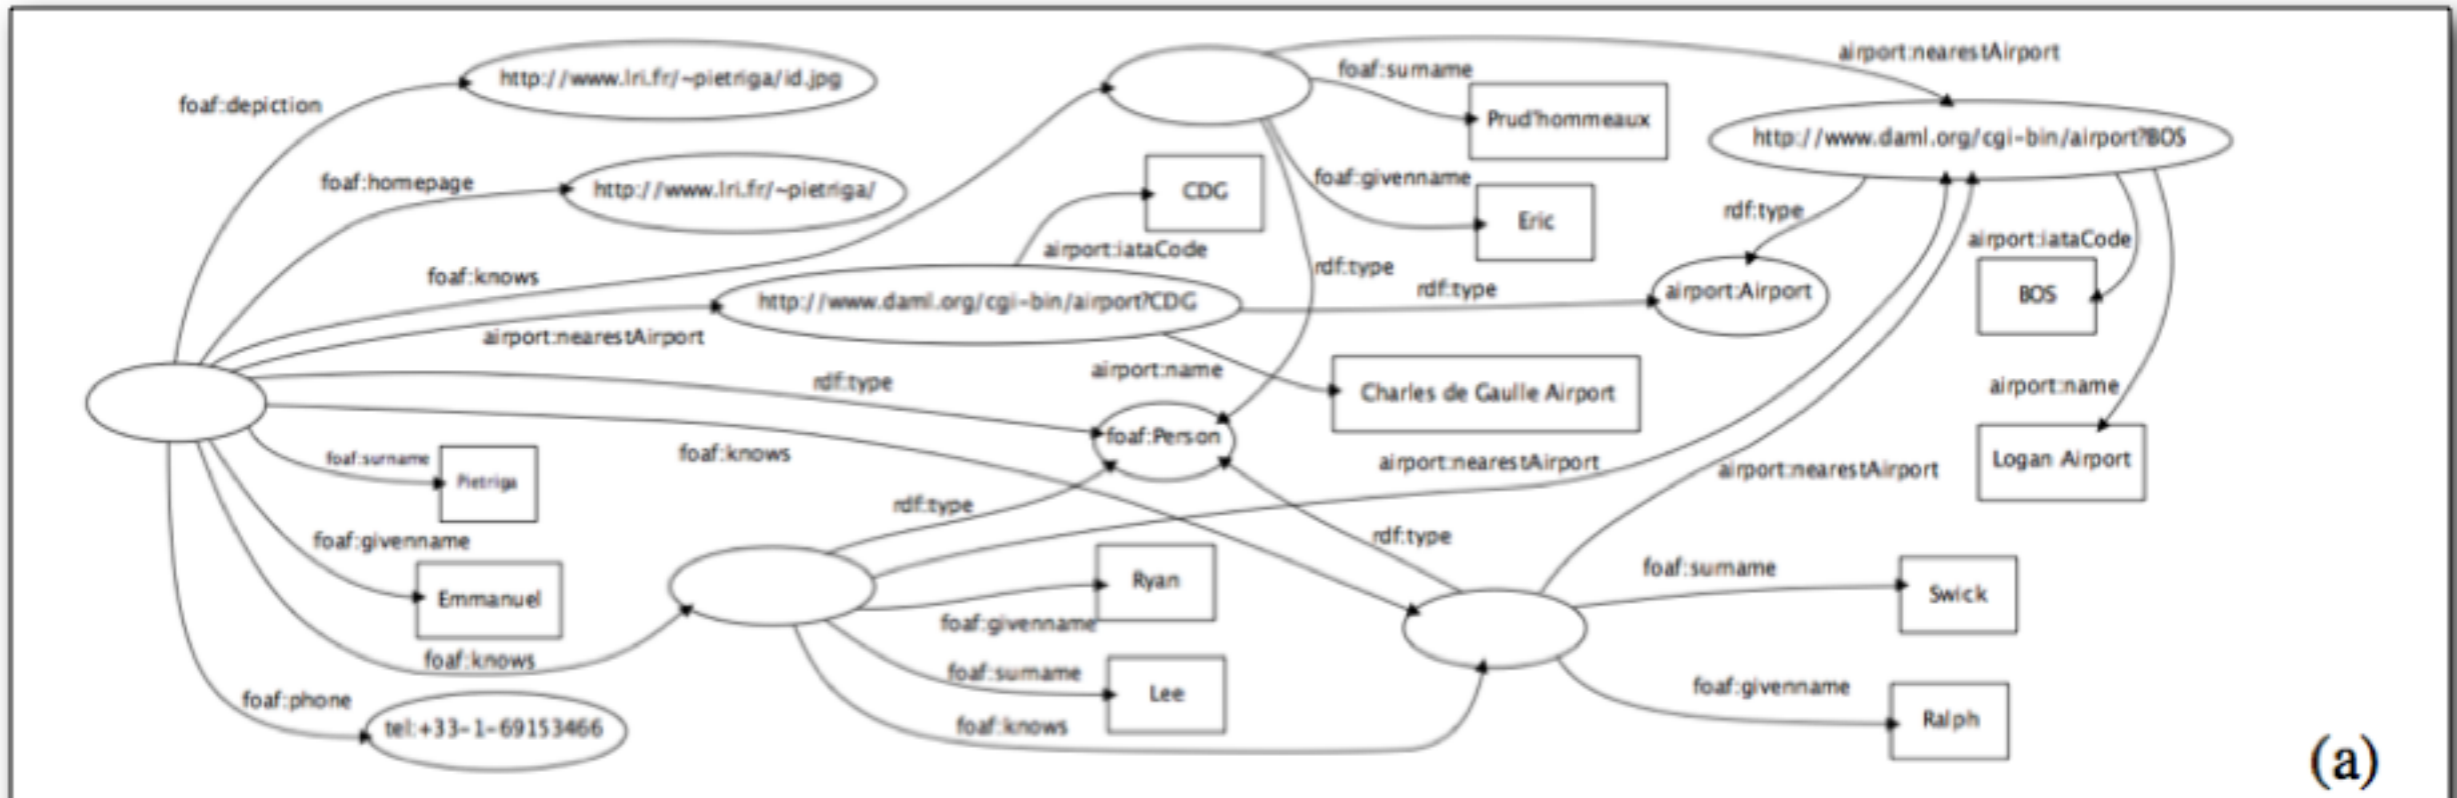 foaf:depiction
http://www.lri.fr/~pietriga/id.jpg
foaf:homepage
http://www.lri.fr/~pietriga/
foaf:knows
airport:nearestAirport
foaf:surname
Prud'hommeaux
http://www.daml.org/cgi-bin/airport?BOS
foaf:givenname
Eric
CDG
airport:iataCode
http://www.daml.org/cgi-bin/airport?CDG
rdf:type
rdf:type
rdf:type
airport:Airport
airport:iataCode
BOS
airport:nearestAirport
airport:name
Charles de Gaulle Airport
airport:name
Logan Airport
rdf:type
foaf:Person
foaf:knows
foaf:surname
Pietriga
airport:nearestAirport
airport:nearestAirport
rdf:type
rdf:type
foaf:givenname
Emmanuel
Ryan
foaf:givenname
foaf:surname
Swick
foaf:knows
foaf:surname
Lee
foaf:givenname
Ralph
foaf:phone
tel:+33-1-69153466
foaf:knows
(a)